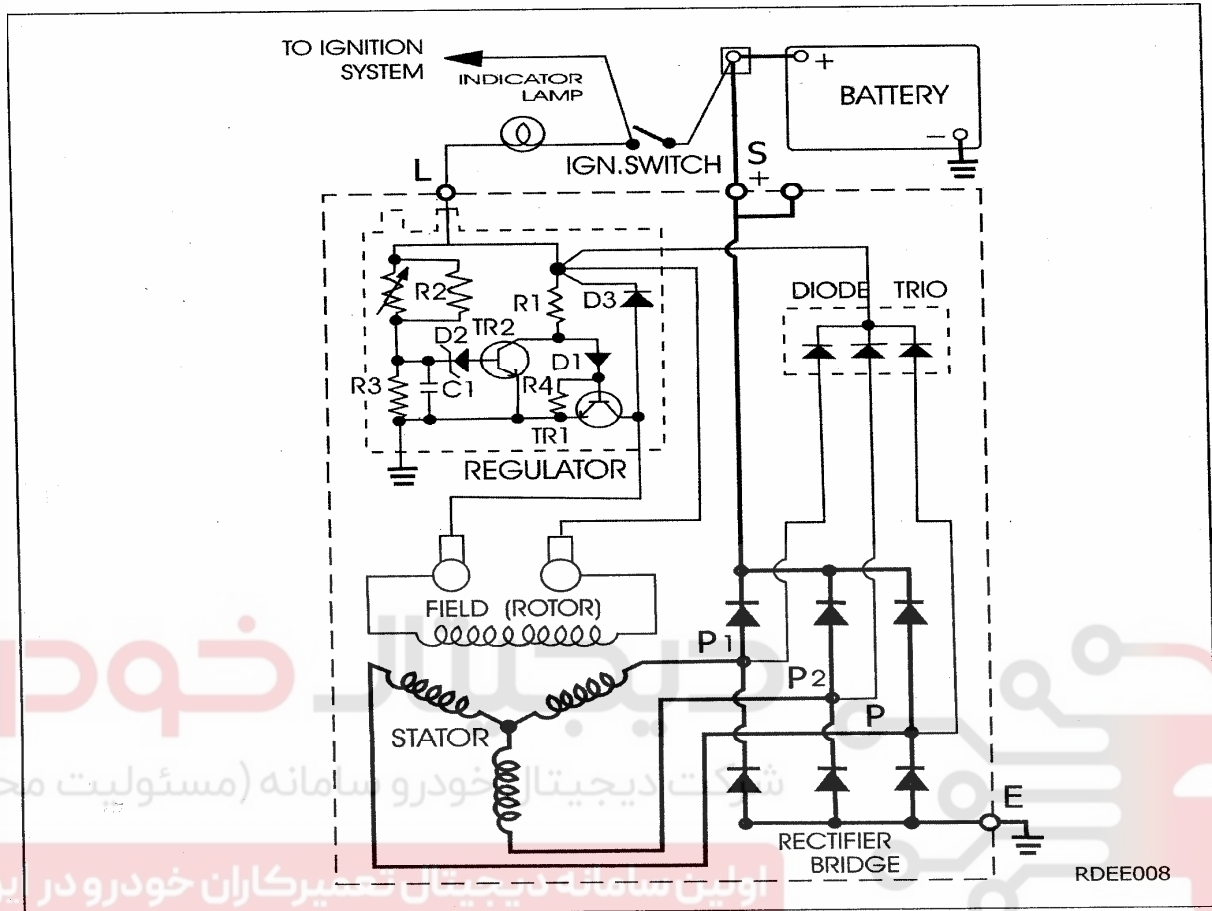 TO IGNITION
SYSTEM
INDICATOR
LAMP
IGN.SWITCH
+
BATTERY
−
L
S
+
R2
R1
D3
DIODE TRIO
D2
TR2
D1
R3
C1
R4
TR1
REGULATOR
FIELD (ROTOR)
P1
P2
P
STATOR
E
RECTIFIER
BRIDGE
RDEE008
دیجیتال خودرو
شرکت دیجیتال خودرو سامانه (مسئولیت
اولین سامانه دیجیتال تعمیرکاران خودرو در